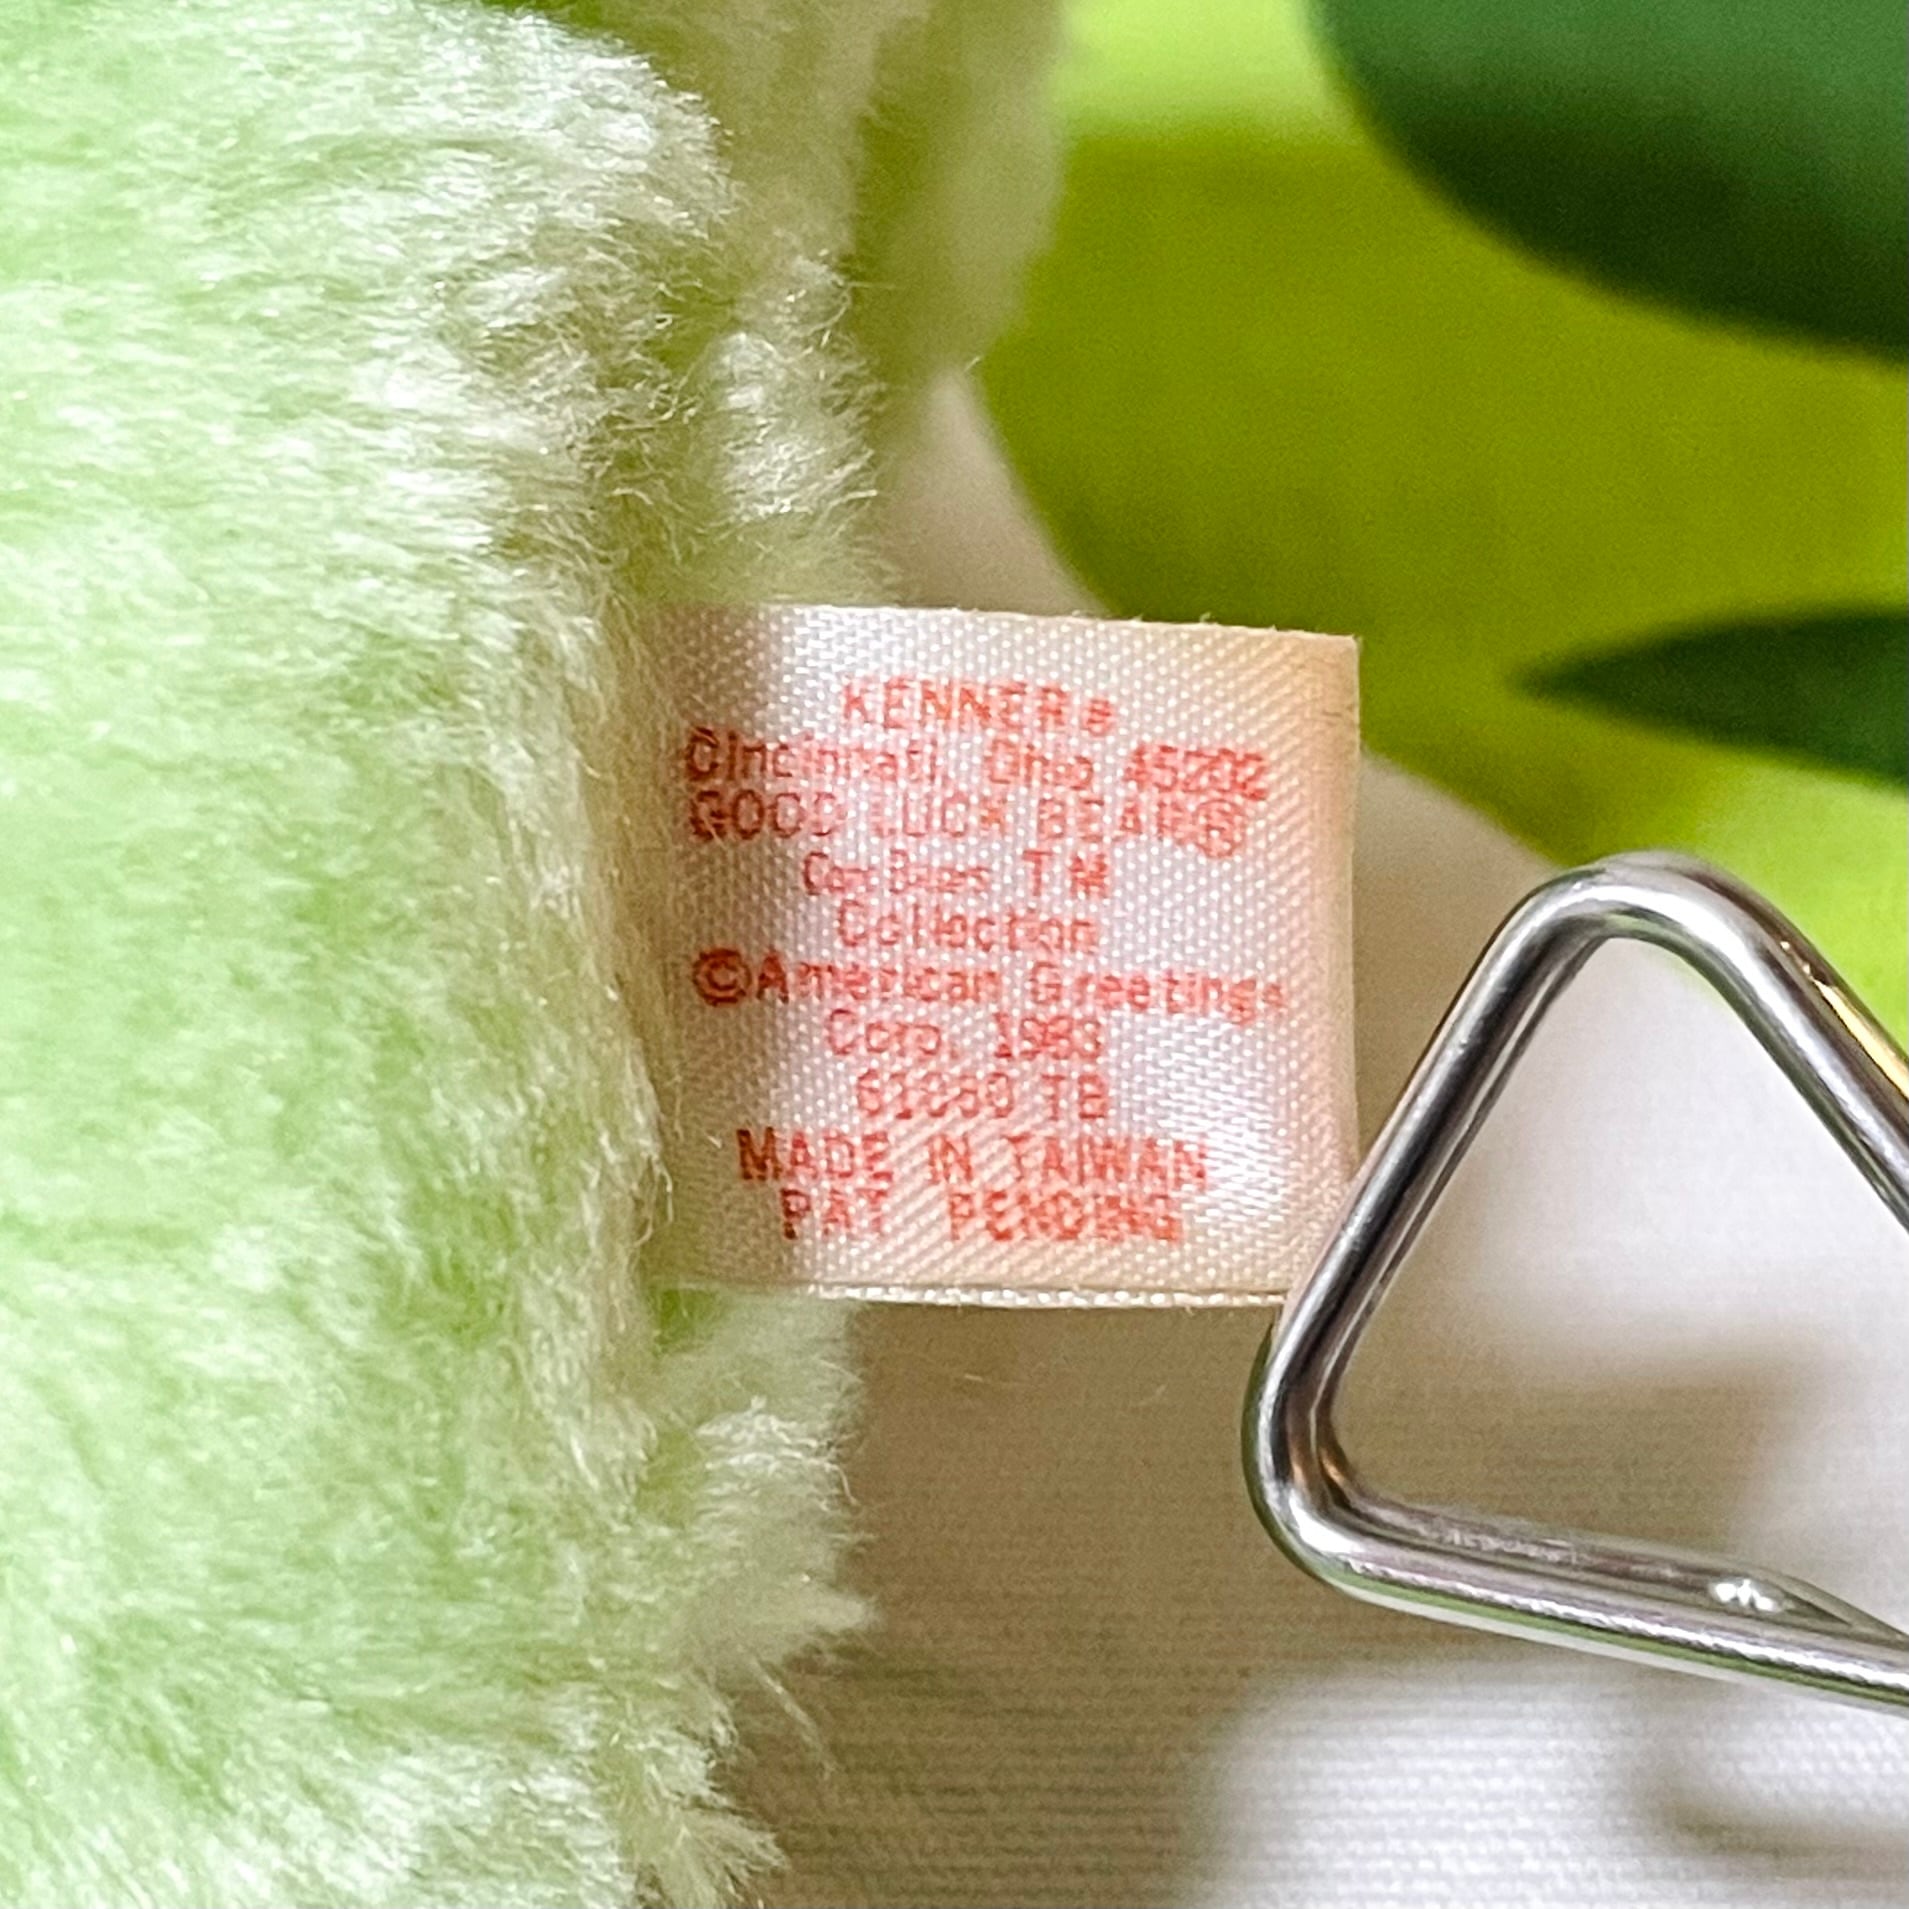 KENNER®
Cincinnati, Ohio 45202
GOOD LUCK BEAR®
Care Bears TM
Collection
©American Greetings
Corp. 1983
TB
MADE IN TAIWAN
PAT PENDING